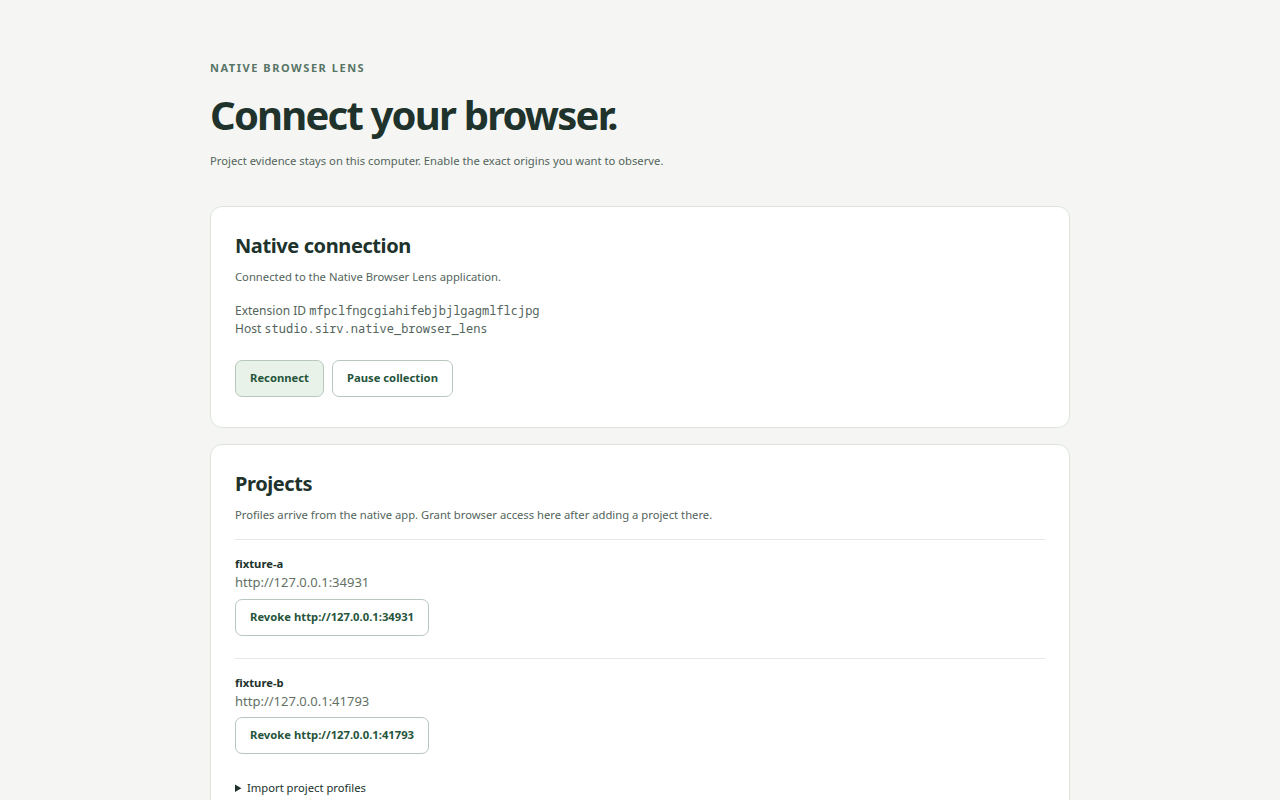 NATIVE BROWSER LENS
Connect your browser.
Project evidence stays on this computer. Enable the exact origins you want to observe.
Native connection
Connected to the Native Browser Lens application.
Extension ID mfpclfngcgiahifebjbjlgagmlflcjpg
Host studio.sirv.native_browser_lens
Reconnect
Pause collection
Projects
Profiles arrive from the native app. Grant browser access here after adding a project there.
fixture-a
http://127.0.0.1:34931
Revoke http://127.0.0.1:34931
fixture-b
http://127.0.0.1:41793
Revoke http://127.0.0.1:41793
Import project profiles